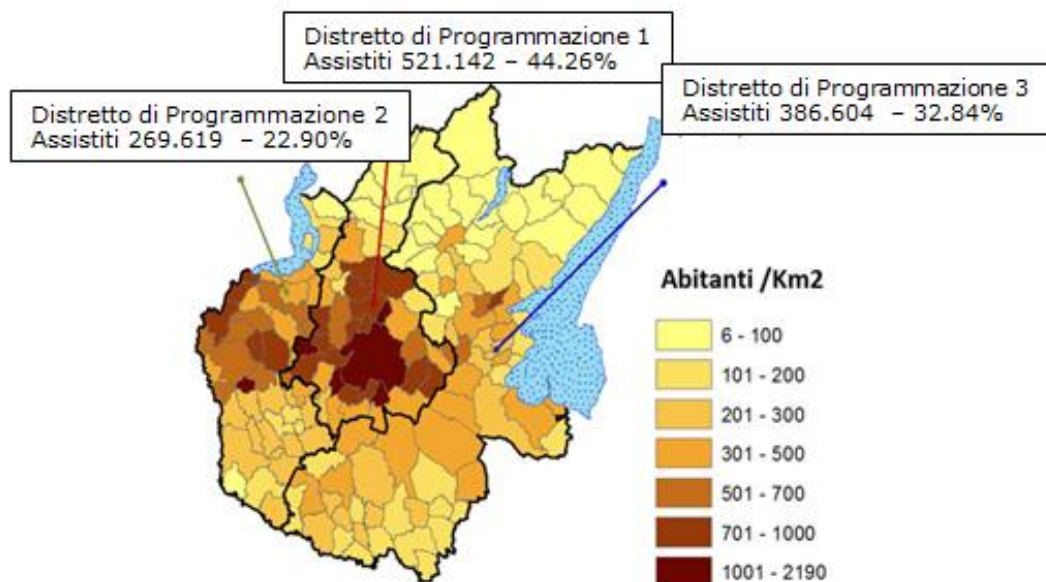 Distretto di Programmazione 1
Assistiti 521.142 – 44.26%
Distretto di Programmazione 2
Assistiti 269.619 – 22.90%
Distretto di Programmazione 3
Assistiti 386.604 – 32.84%
Abitanti /Km2
6 - 100
101 - 200
201 - 300
301 - 500
501 - 700
701 - 1000
1001 - 2190